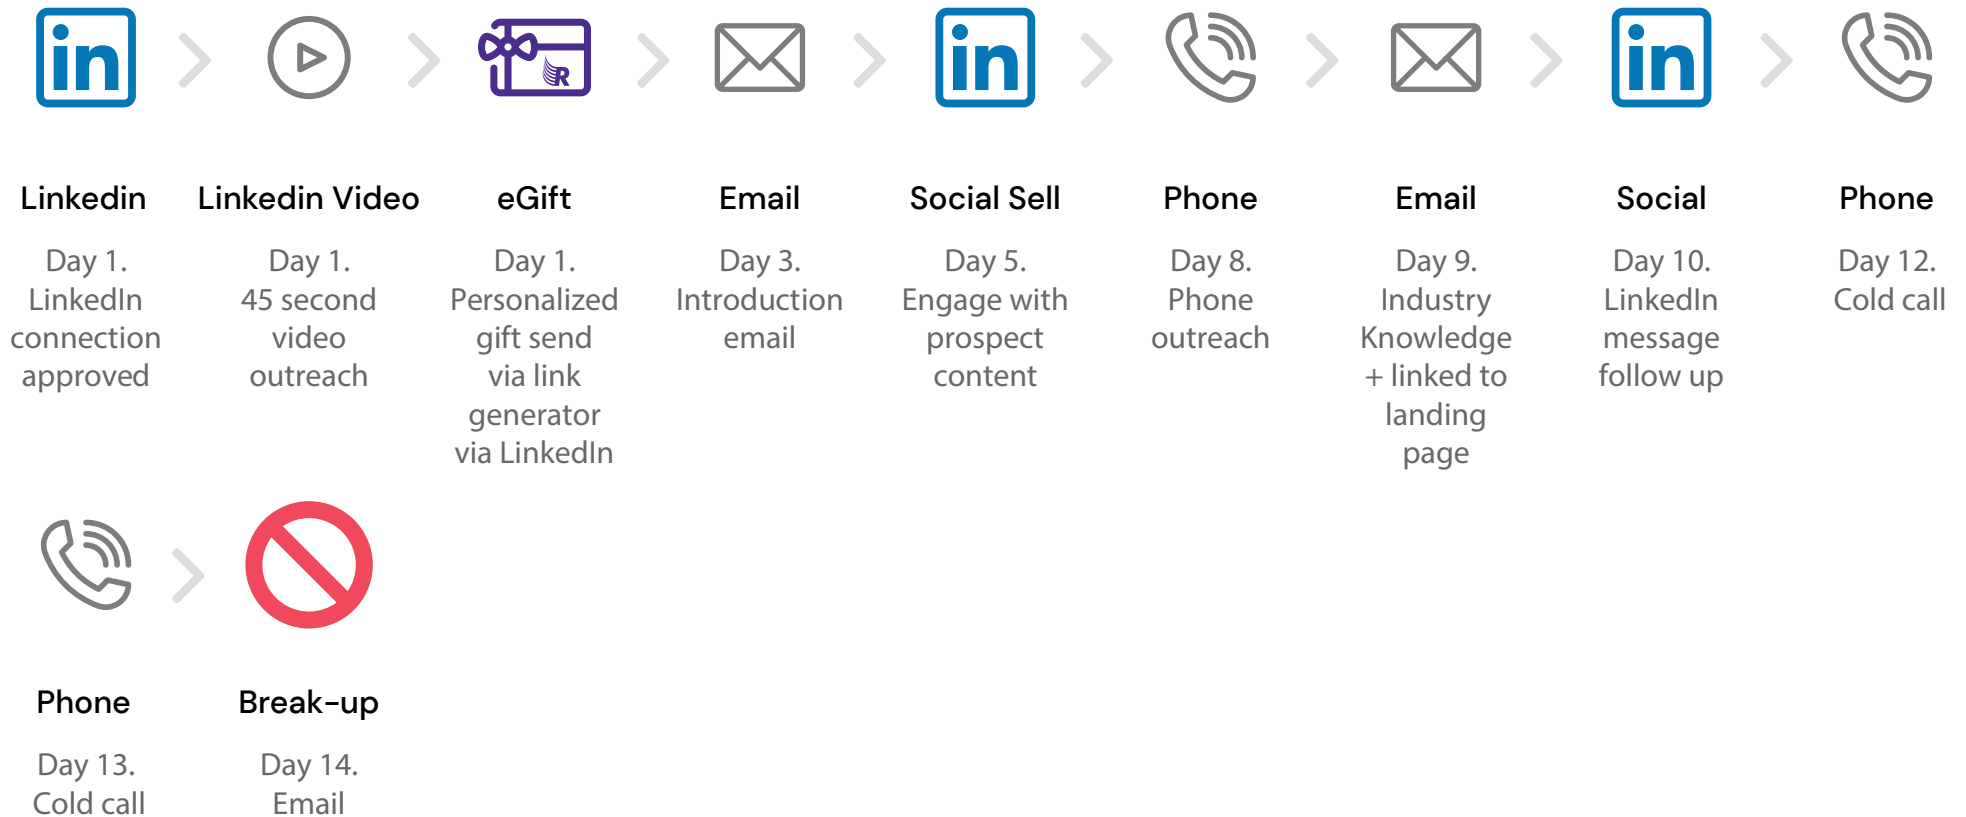 in
R
in
in
Linkedin
Day 1.
LinkedIn
connection
approved
Linkedin Video
Day 1.
45 second
video
outreach
eGift
Day 1.
Personalized
gift send
via link
generator
via LinkedIn
Email
Day 3.
Introduction
email
Social Sell
Day 5.
Engage with
prospect
content
Phone
Day 8.
Phone
outreach
Email
Day 9.
Industry
Knowledge
+ linked to
landing
page
Social
Day 10.
LinkedIn
message
follow up
Phone
Day 12.
Cold call
Phone
Day 13.
Cold call
Break-up
Day 14.
Email